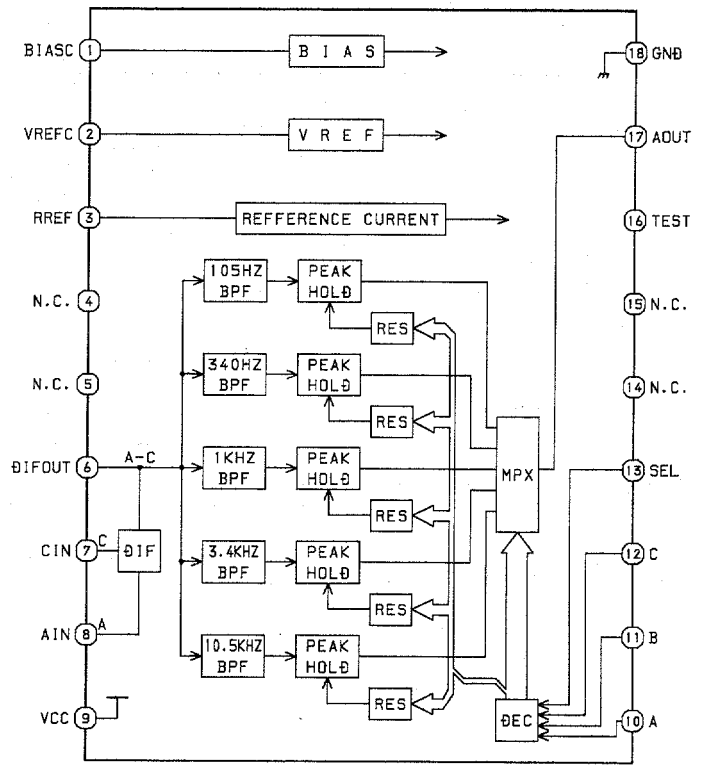 BIASC 1 BIAS 18 GND
VREFC 2 VREF 17 AOUT
RREF 3 REFFERENCE CURRENT 16 TEST
105HZ BPF
PEAK HOLD
N.C. 4 15 N.C.
RES
340HZ BPF
PEAK HOLD
N.C. 5 14 N.C.
RES
A-C
DIFOUT 6 1KHZ BPF
PEAK HOLD
MPX
13 SEL
RES
CIN 7 C DIF
3.4KHZ BPF
PEAK HOLD
12 C
RES
AIN 8 A
11 B
10.5KHZ BPF
PEAK HOLD
RES
VCC 9
DEC
10 A